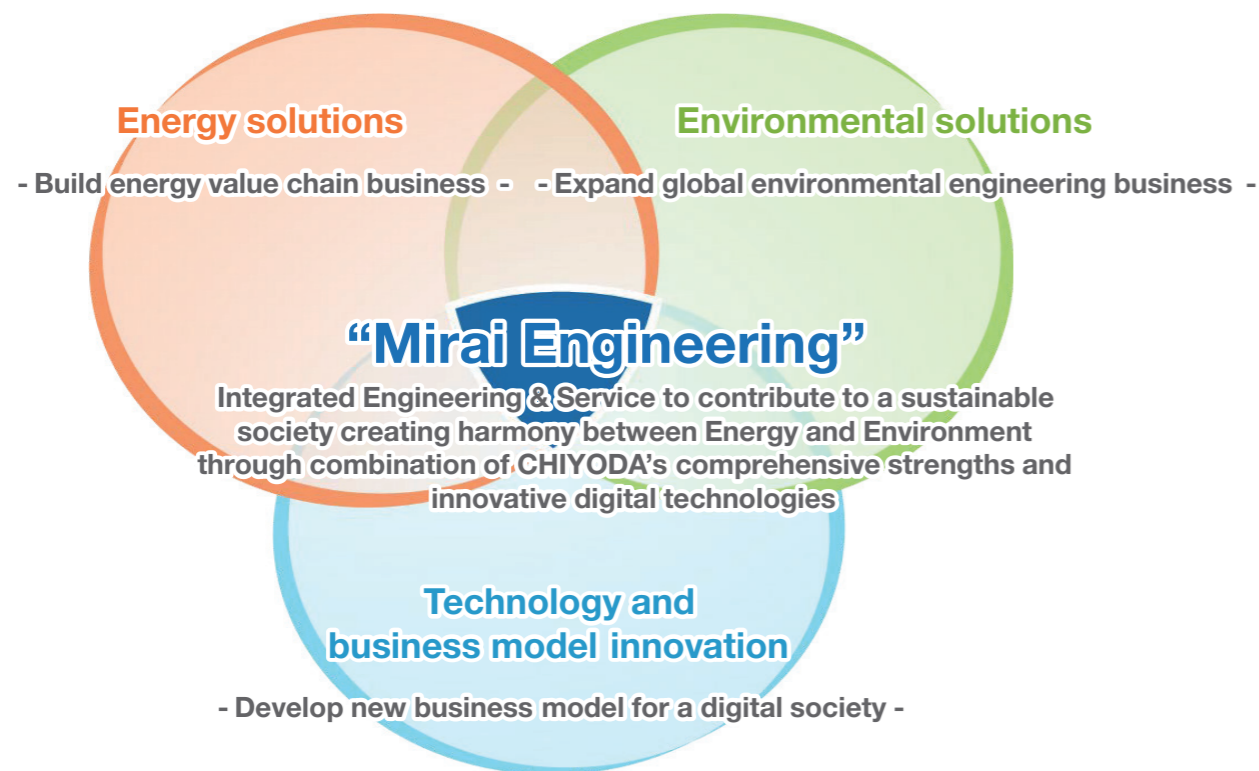 Energy solutions
Environmental solutions
- Build energy value chain business -
- Expand global environmental engineering business -
“Mirai Engineering”
Integrated Engineering & Service to contribute to a sustainable
society creating harmony between Energy and Environment
through combination of CHIYODA’s comprehensive strengths and
innovative digital technologies
Technology and
business model innovation
- Develop new business model for a digital society -